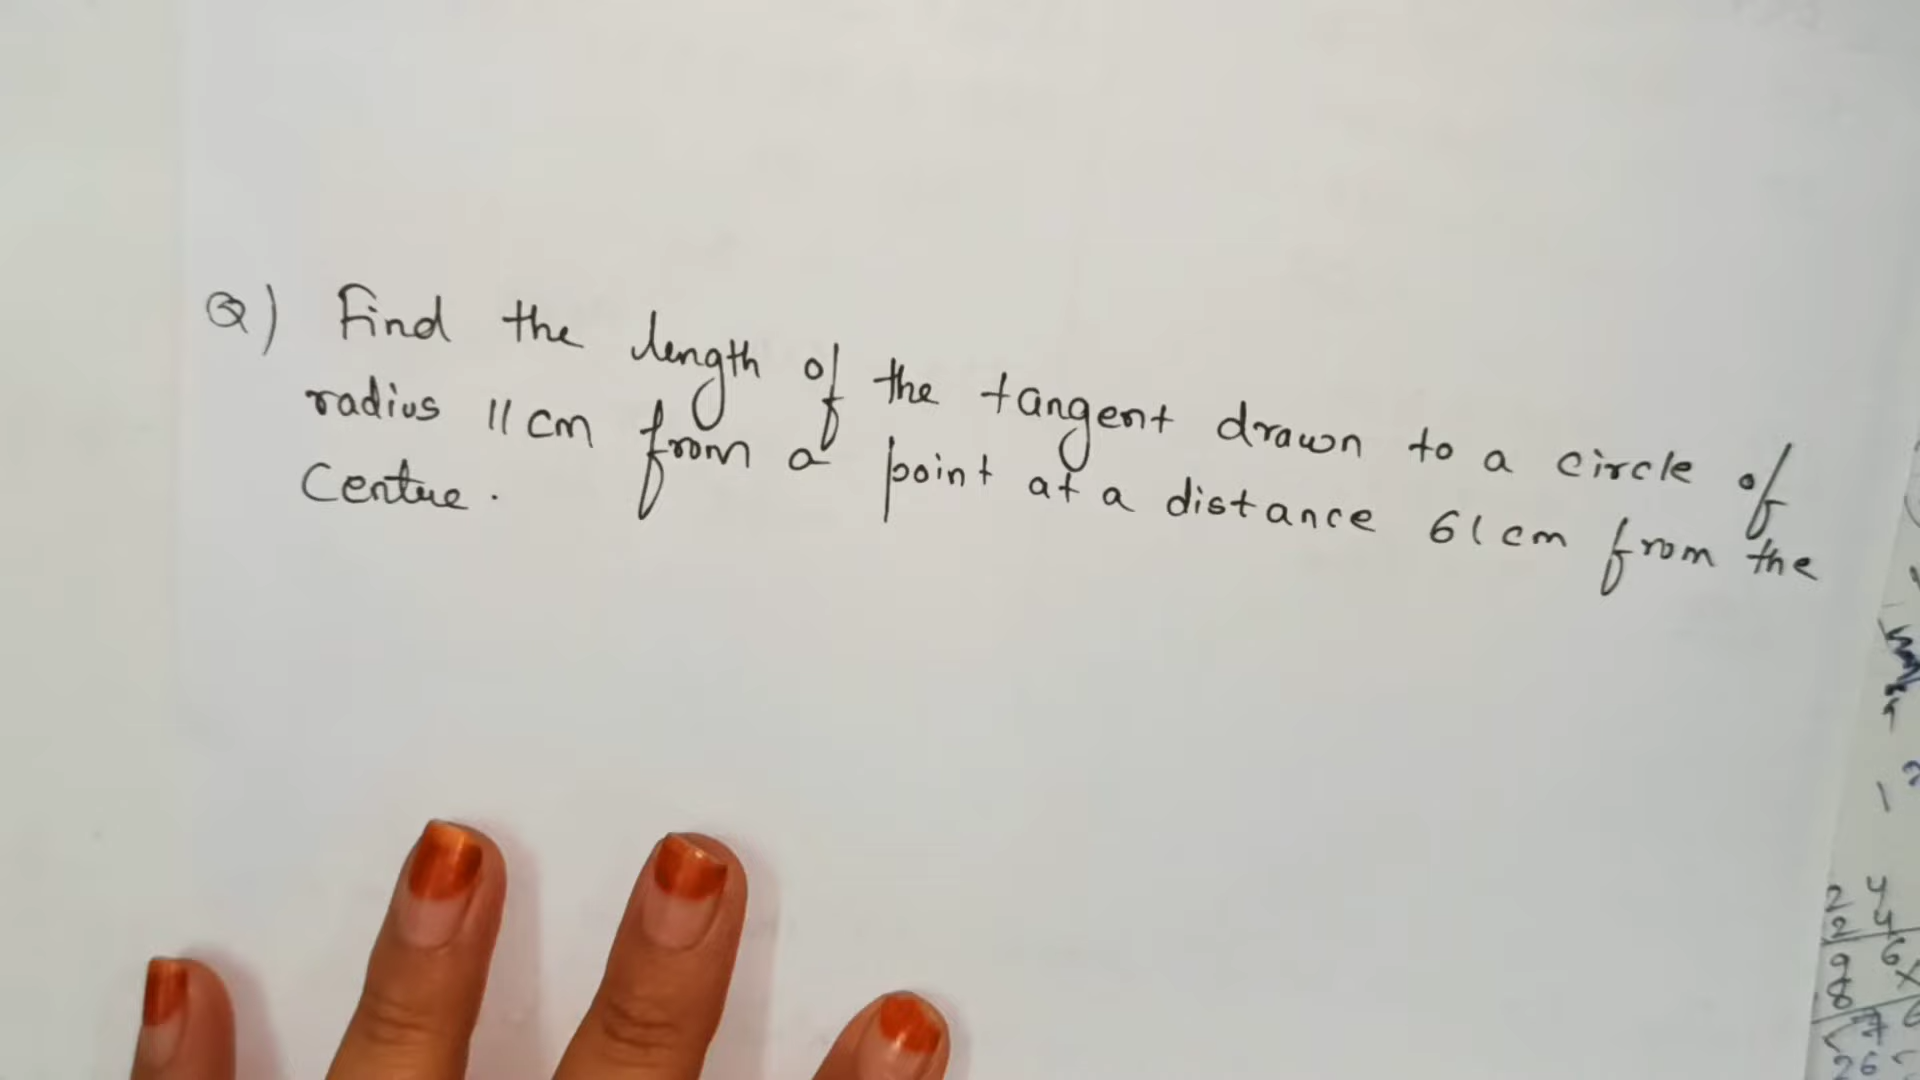 Q) Find the length of the tangent drawn to a circle of
radius 11 cm from a point at a distance 61 cm from the
Centre.